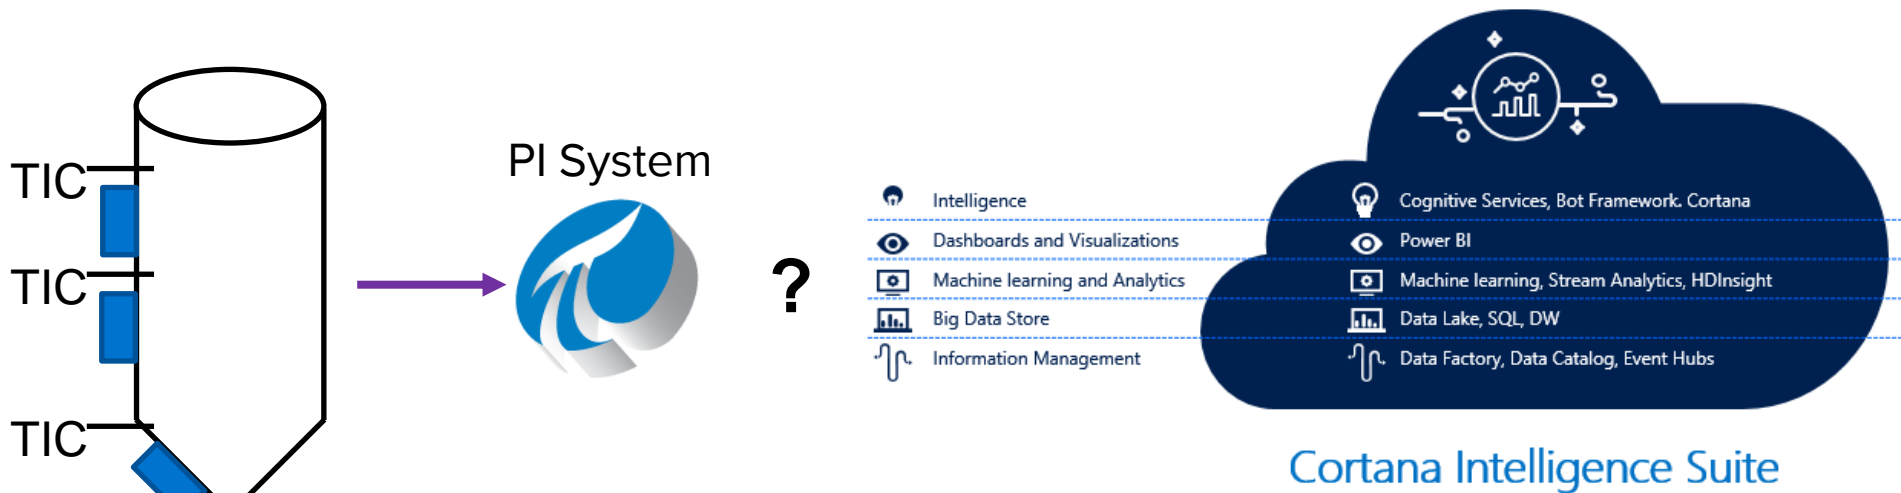 TIC
TIC
TIC
PI System
?
Intelligence
Dashboards and Visualizations
Machine learning and Analytics
Big Data Store
Information Management
Cognitive Services, Bot Framework. Cortana
Power BI
Machine learning, Stream Analytics, HDInsight
Data Lake, SQL, DW
Data Factory, Data Catalog, Event Hubs
Cortana Intelligence Suite